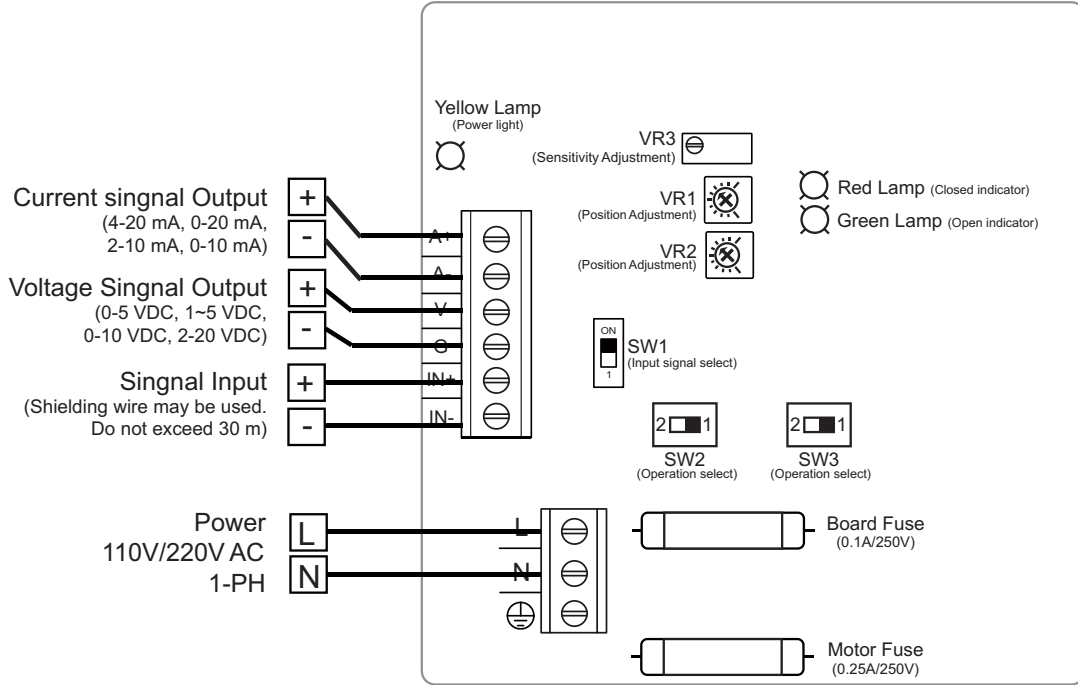 Yellow Lamp
(Power light)
VR3
(Sensitivity Adjustment)
VR1
(Position Adjustment)
VR2
(Position Adjustment)
Red Lamp (Closed indicator)
Green Lamp (Open indicator)
Current singnal Output
(4-20 mA, 0-20 mA,
2-10 mA, 0-10 mA)
+
-
Voltage Singnal Output
(0-5 VDC, 1~5 VDC,
0-10 VDC, 2-20 VDC)
+
-
Singnal Input
(Shielding wire may be used.
Do not exceed 30 m)
+
-
A+
A-
V
G
IN+
IN-
ON
1
SW1
(Input signal select)
2 1
SW2
(Operation select)
2 1
SW3
(Operation select)
Power
110V/220V AC
1-PH
L
N
L
N
Board Fuse
(0.1A/250V)
Motor Fuse
(0.25A/250V)